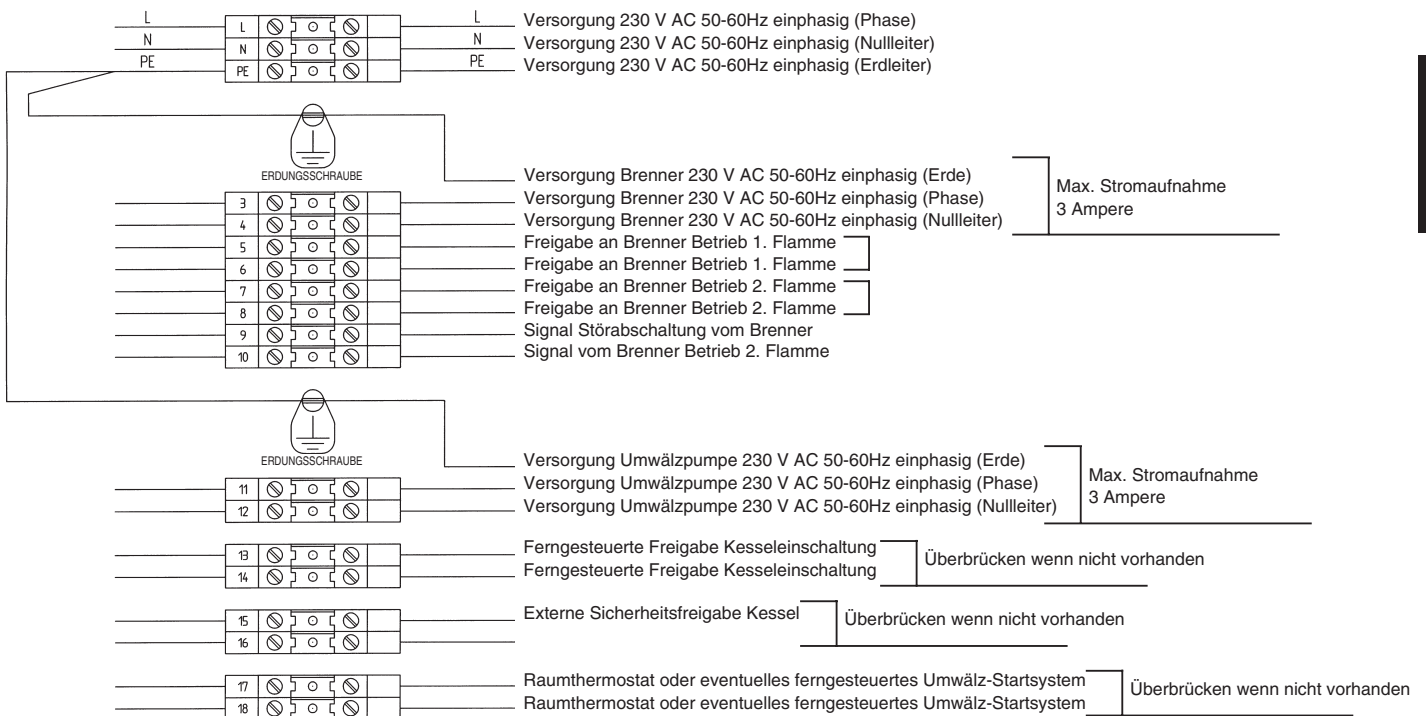 L L L Versorgung 230 V AC 50-60Hz einphasig (Phase)
N N N Versorgung 230 V AC 50-60Hz einphasig (Nullleiter)
PE PE PE Versorgung 230 V AC 50-60Hz einphasig (Erdleiter)
ERDUNGSSCHRAUBE
Versorgung Brenner 230 V AC 50-60Hz einphasig (Erde)
3 Versorgung Brenner 230 V AC 50-60Hz einphasig (Phase)
4 Versorgung Brenner 230 V AC 50-60Hz einphasig (Nullleiter)
Max. Stromaufnahme
3 Ampere
5 Freigabe an Brenner Betrieb 1. Flamme
6 Freigabe an Brenner Betrieb 1. Flamme
7 Freigabe an Brenner Betrieb 2. Flamme
8 Freigabe an Brenner Betrieb 2. Flamme
9 Signal Störabschaltung vom Brenner
10 Signal vom Brenner Betrieb 2. Flamme
ERDUNGSSCHRAUBE
Versorgung Umwälzpumpe 230 V AC 50-60Hz einphasig (Erde)
11 Versorgung Umwälzpumpe 230 V AC 50-60Hz einphasig (Phase)
12 Versorgung Umwälzpumpe 230 V AC 50-60Hz einphasig (Nullleiter)
Max. Stromaufnahme
3 Ampere
13 Ferngesteuerte Freigabe Kesseleinschaltung
14 Ferngesteuerte Freigabe Kesseleinschaltung
Überbrücken wenn nicht vorhanden
15 Externe Sicherheitsfreigabe Kessel
16
Überbrücken wenn nicht vorhanden
17 Raumthermostat oder eventuelles ferngesteuertes Umwälz-Startsystem
18 Raumthermostat oder eventuelles ferngesteuertes Umwälz-Startsystem
Überbrücken wenn nicht vorhanden